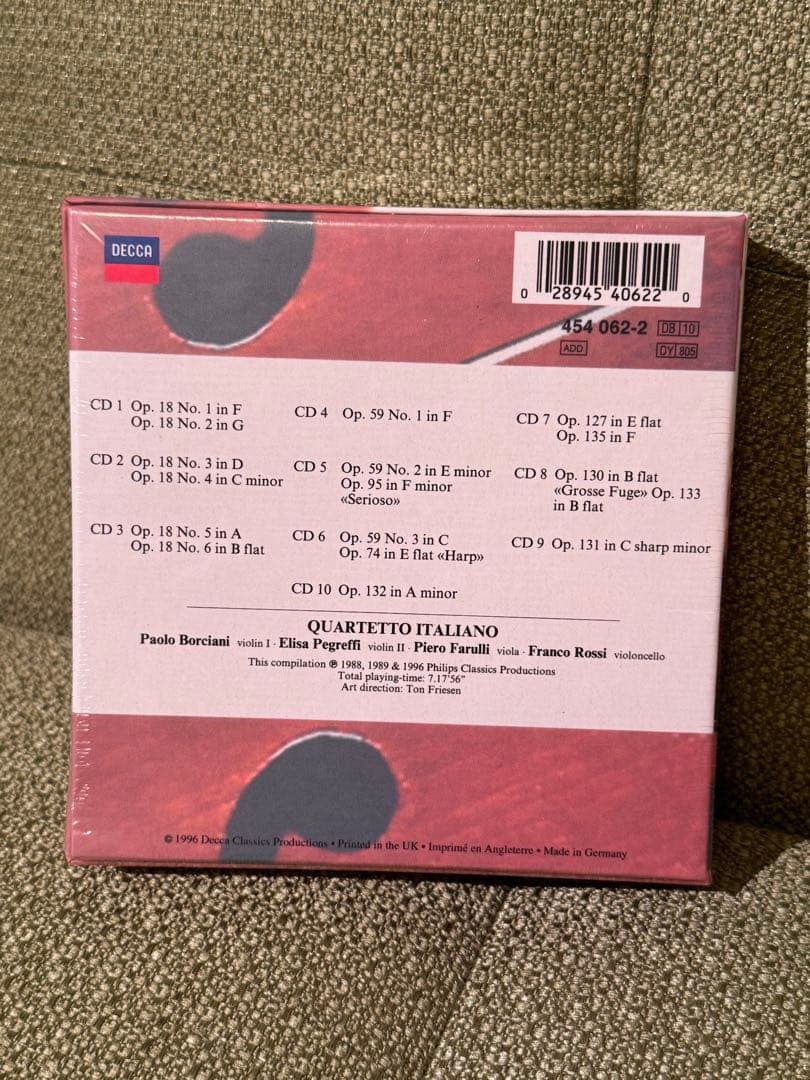 DECCA
0 28945 40622 0
454 062-2 DB 10
ADD DY 805
CD 1 Op. 18 No. 1 in F
Op. 18 No. 2 in G
CD 2 Op. 18 No. 3 in D
Op. 18 No. 4 in C minor
CD 3 Op. 18 No. 5 in A
Op. 18 No. 6 in B flat
CD 4 Op. 59 No. 1 in F
CD 5 Op. 59 No. 2 in E minor
Op. 95 in F minor
«Serioso»
CD 6 Op. 59 No. 3 in C
Op. 74 in E flat «Harp»
CD 7 Op. 127 in E flat
Op. 135 in F
CD 8 Op. 130 in B flat
«Grosse Fuge» Op. 133
in B flat
CD 9 Op. 131 in C sharp minor
CD 10 Op. 132 in A minor
QUARTETTO ITALIANO
Paolo Borciani violin I · Elisa Pegreffi violin II · Piero Farulli viola · Franco Rossi violoncello
This compilation ℗ 1988, 1989 & 1996 Philips Classics Productions
Total playing-time: 7.17'56"
Art direction: Ton Friesen
© 1996 Decca Classics Productions • Printed in the UK • Imprimé en Angleterre • Made in Germany